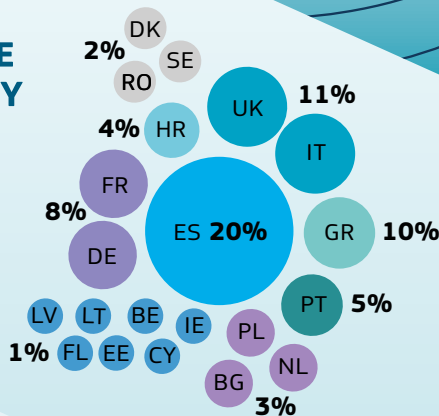 E
Y
DK
2%
SE
RO
UK
11%
4%
HR
IT
FR
8%
DE
ES 20%
GR
10%
PT
5%
LV
LT
BE
IE
PL
1%
FL
EE
CY
NL
BG
3%